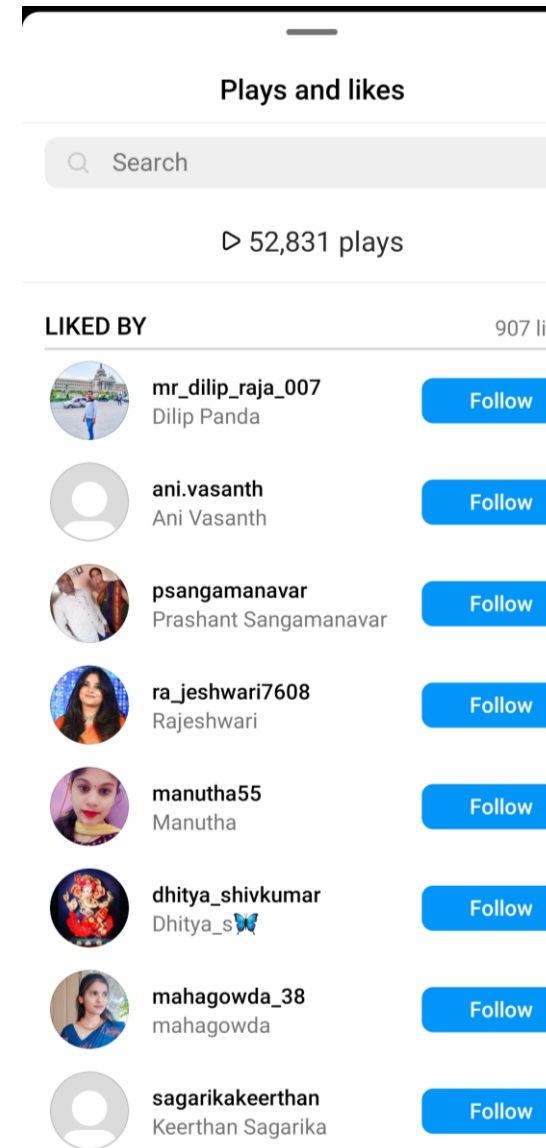 Plays and likes
Search
52,831 plays
LIKED BY
907 li
mr_dilip_raja_007
Dilip Panda
Follow
ani.vasanth
Ani Vasanth
Follow
psangamanavar
Prashant Sangamanavar
Follow
ra_jeshwari7608
Rajeshwari
Follow
manutha55
Manutha
Follow
dhitya_shivkumar
Dhitya_s🦋
Follow
mahagowda_38
mahagowda
Follow
sagarikakeerthan
Keerthan Sagarika
Follow